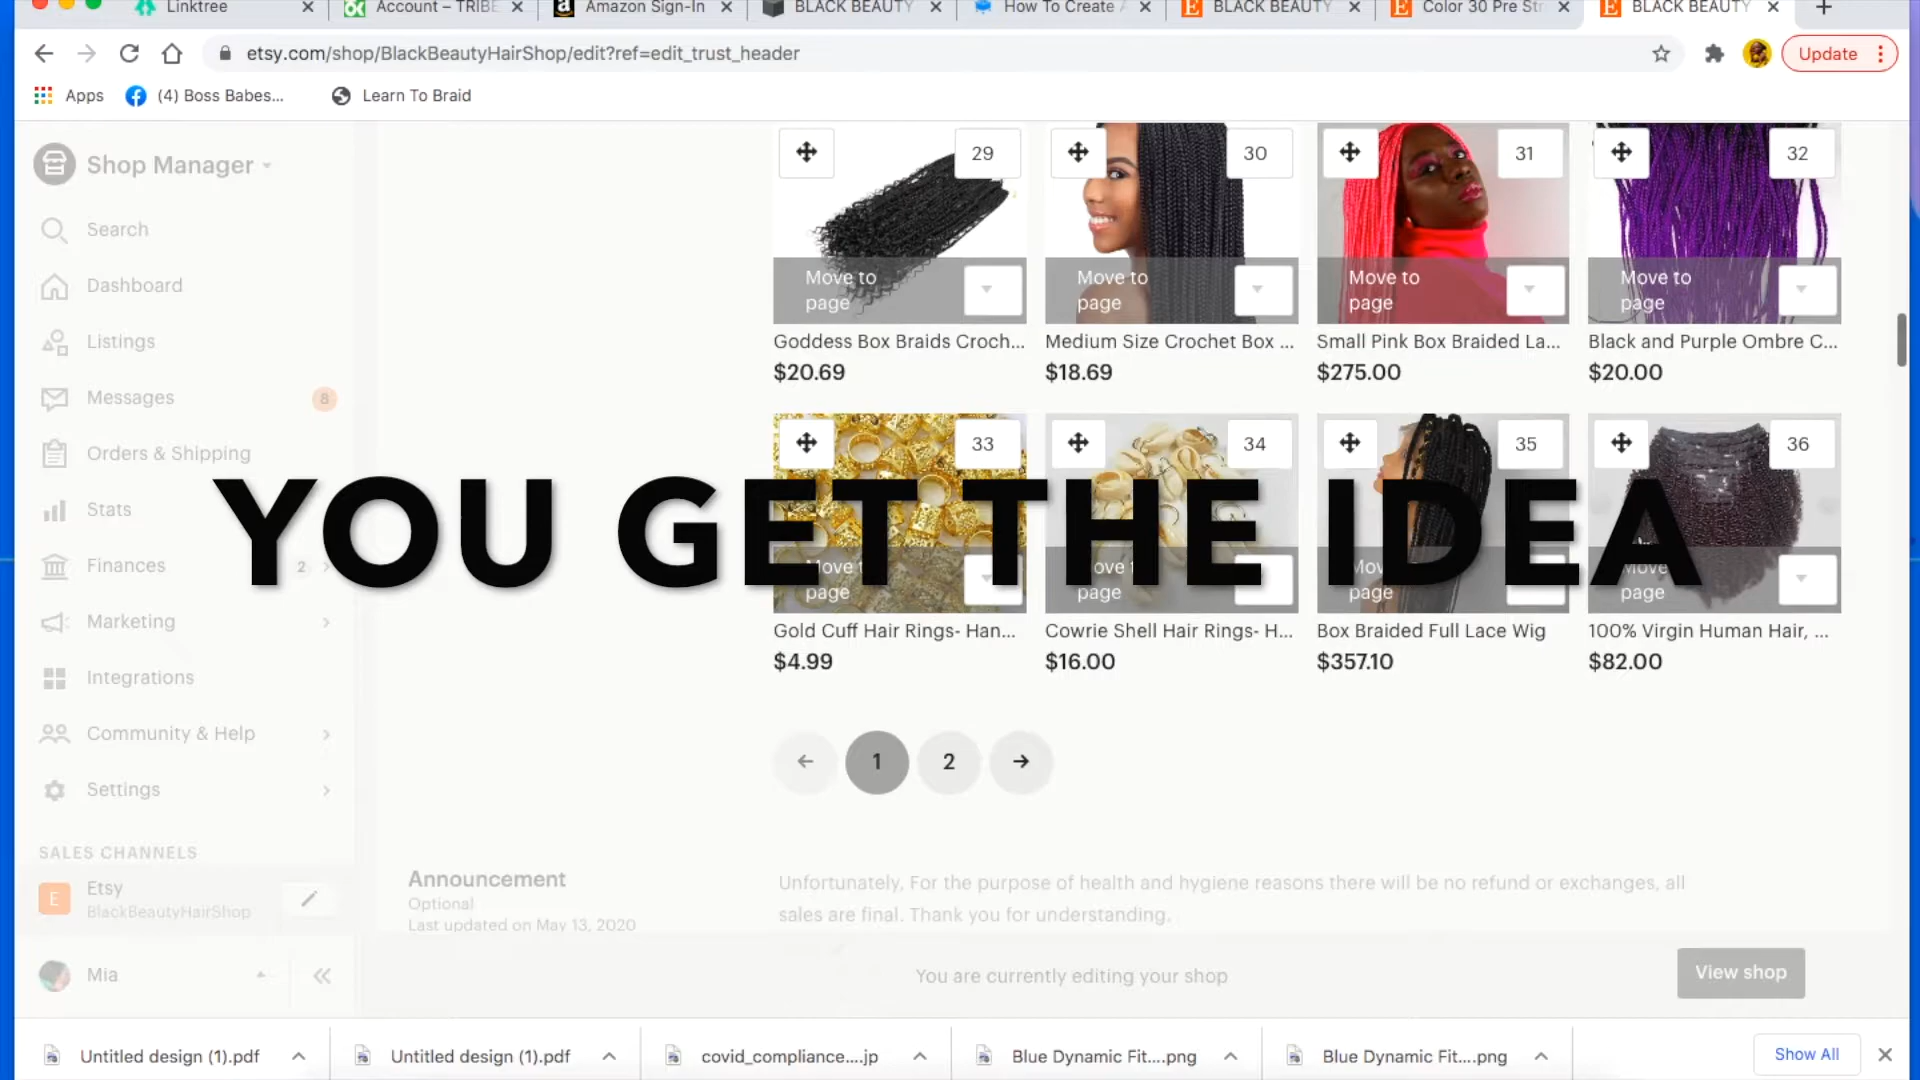 Linktree
Account – TRIBE
Amazon Sign-In
BLACK BEAUTY
How To Create A
BLACK BEAUTY
Color 30 Pre Str
BLACK BEAUTY
etsy.com/shop/BlackBeautyHairShop/edit?ref=edit_trust_header
Update
Apps
(4) Boss Babes...
Learn To Braid
Shop Manager
Search
Dashboard
Listings
Messages
8
Orders & Shipping
Stats
Finances
2
Marketing
Integrations
Community & Help
Settings
SALES CHANNELS
E
Etsy
BlackBeautyHairShop
Mia
29
30
31
32
Move to
page
Move to
page
Move to
page
Move to
page
Goddess Box Braids Croch...
Medium Size Crochet Box ...
Small Pink Box Braided La...
Black and Purple Ombre C...
$20.69
$18.69
$275.00
$20.00
33
34
35
36
YOU GET THE IDEA
Move
page
page
page
Move
page
Gold Cuff Hair Rings- Han...
Cowrie Shell Hair Rings- H...
Box Braided Full Lace Wig
100% Virgin Human Hair, ...
$4.99
$16.00
$357.10
$82.00
1
2
Announcement
Optional
Last updated on May 13, 2020
Unfortunately, For the purpose of health and hygiene reasons there will be no refund or exchanges, all
sales are final. Thank you for understanding.
You are currently editing your shop
View shop
Untitled design (1).pdf
Untitled design (1).pdf
covid_compliance....jp
Blue Dynamic Fit....png
Blue Dynamic Fit....png
Show All